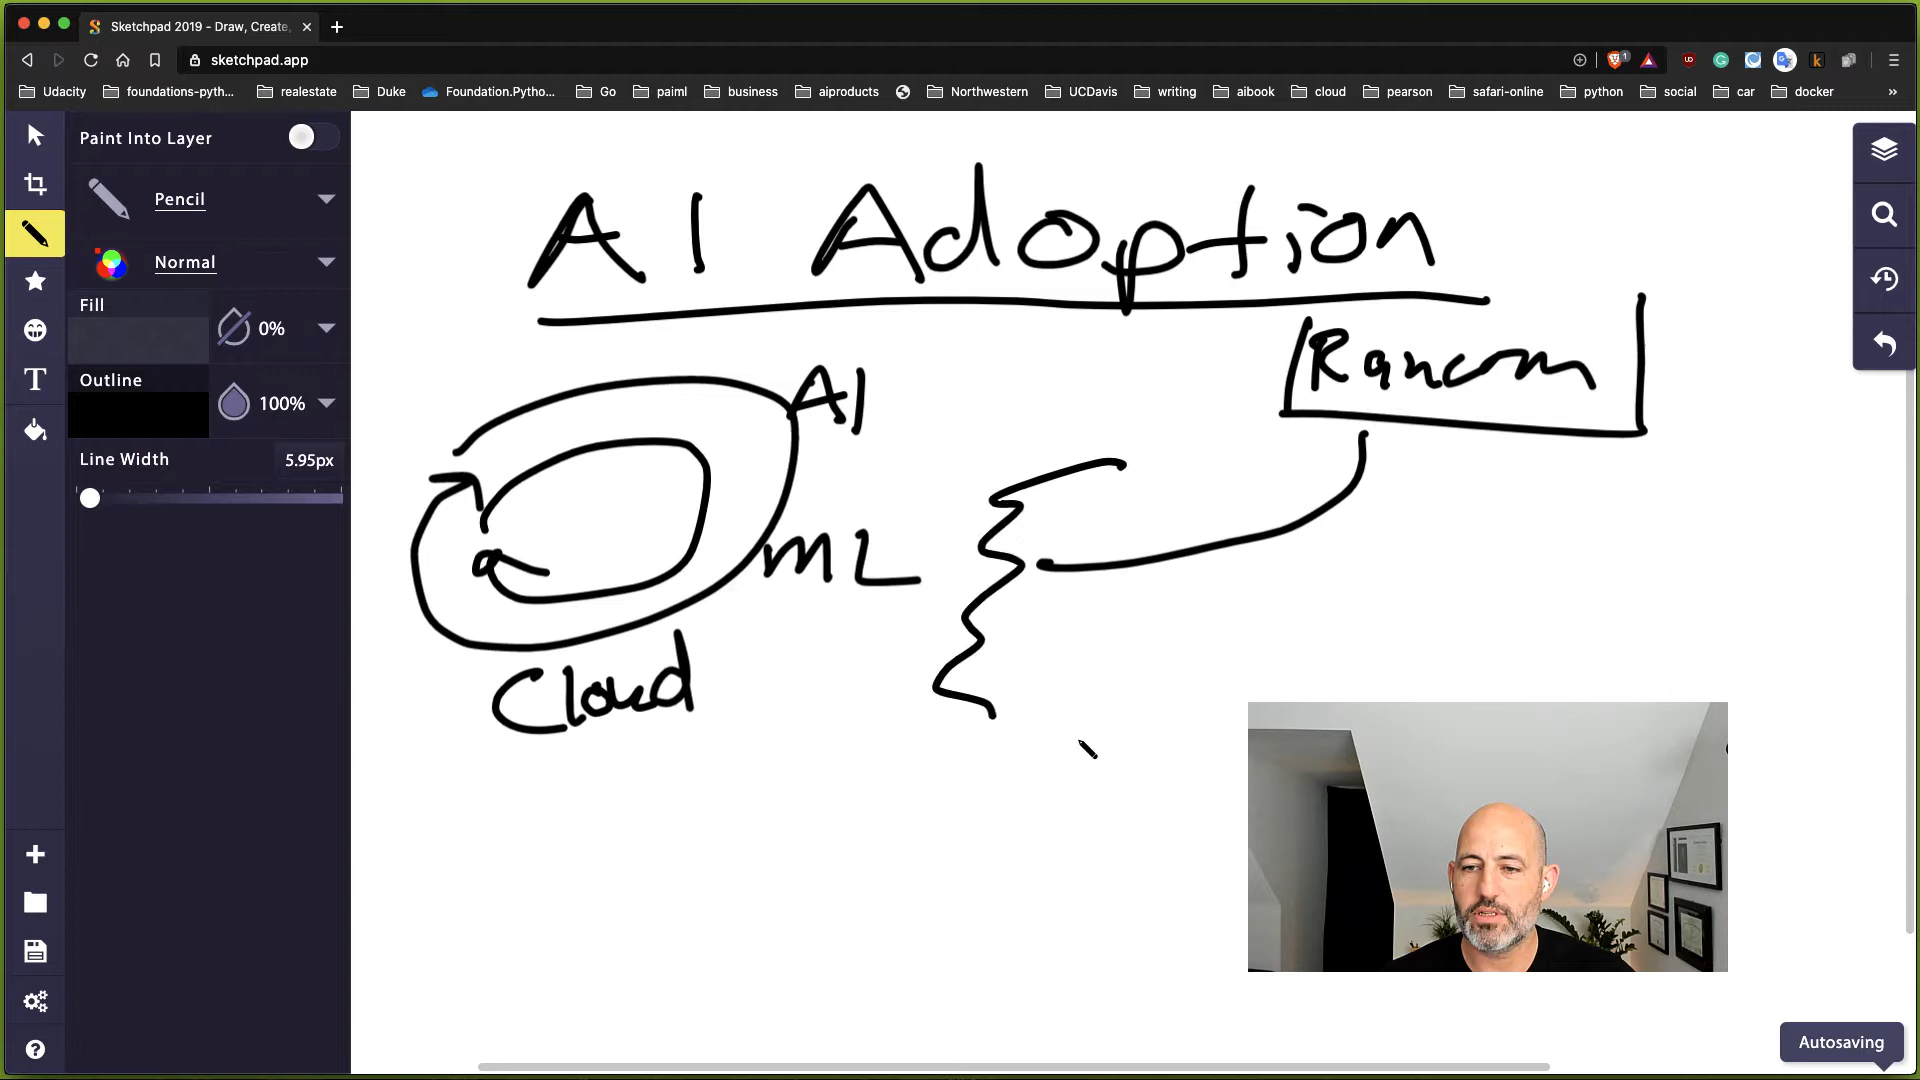 Sketchpad 2019 - Draw, Create,
sketchpad.app
1
Udacity
foundations-pyth...
realestate
Duke
Foundation.Pytho...
Go
paiml
business
aiproducts
Northwestern
UCDavis
writing
aibook
cloud
pearson
safari-online
python
social
car
docker
»
Paint Into Layer
Pencil
Normal
Fill
0%
Outline
100%
Line Width
5.95px
AI Adoption
Rancom
AI
ML
Cloud
Autosaving